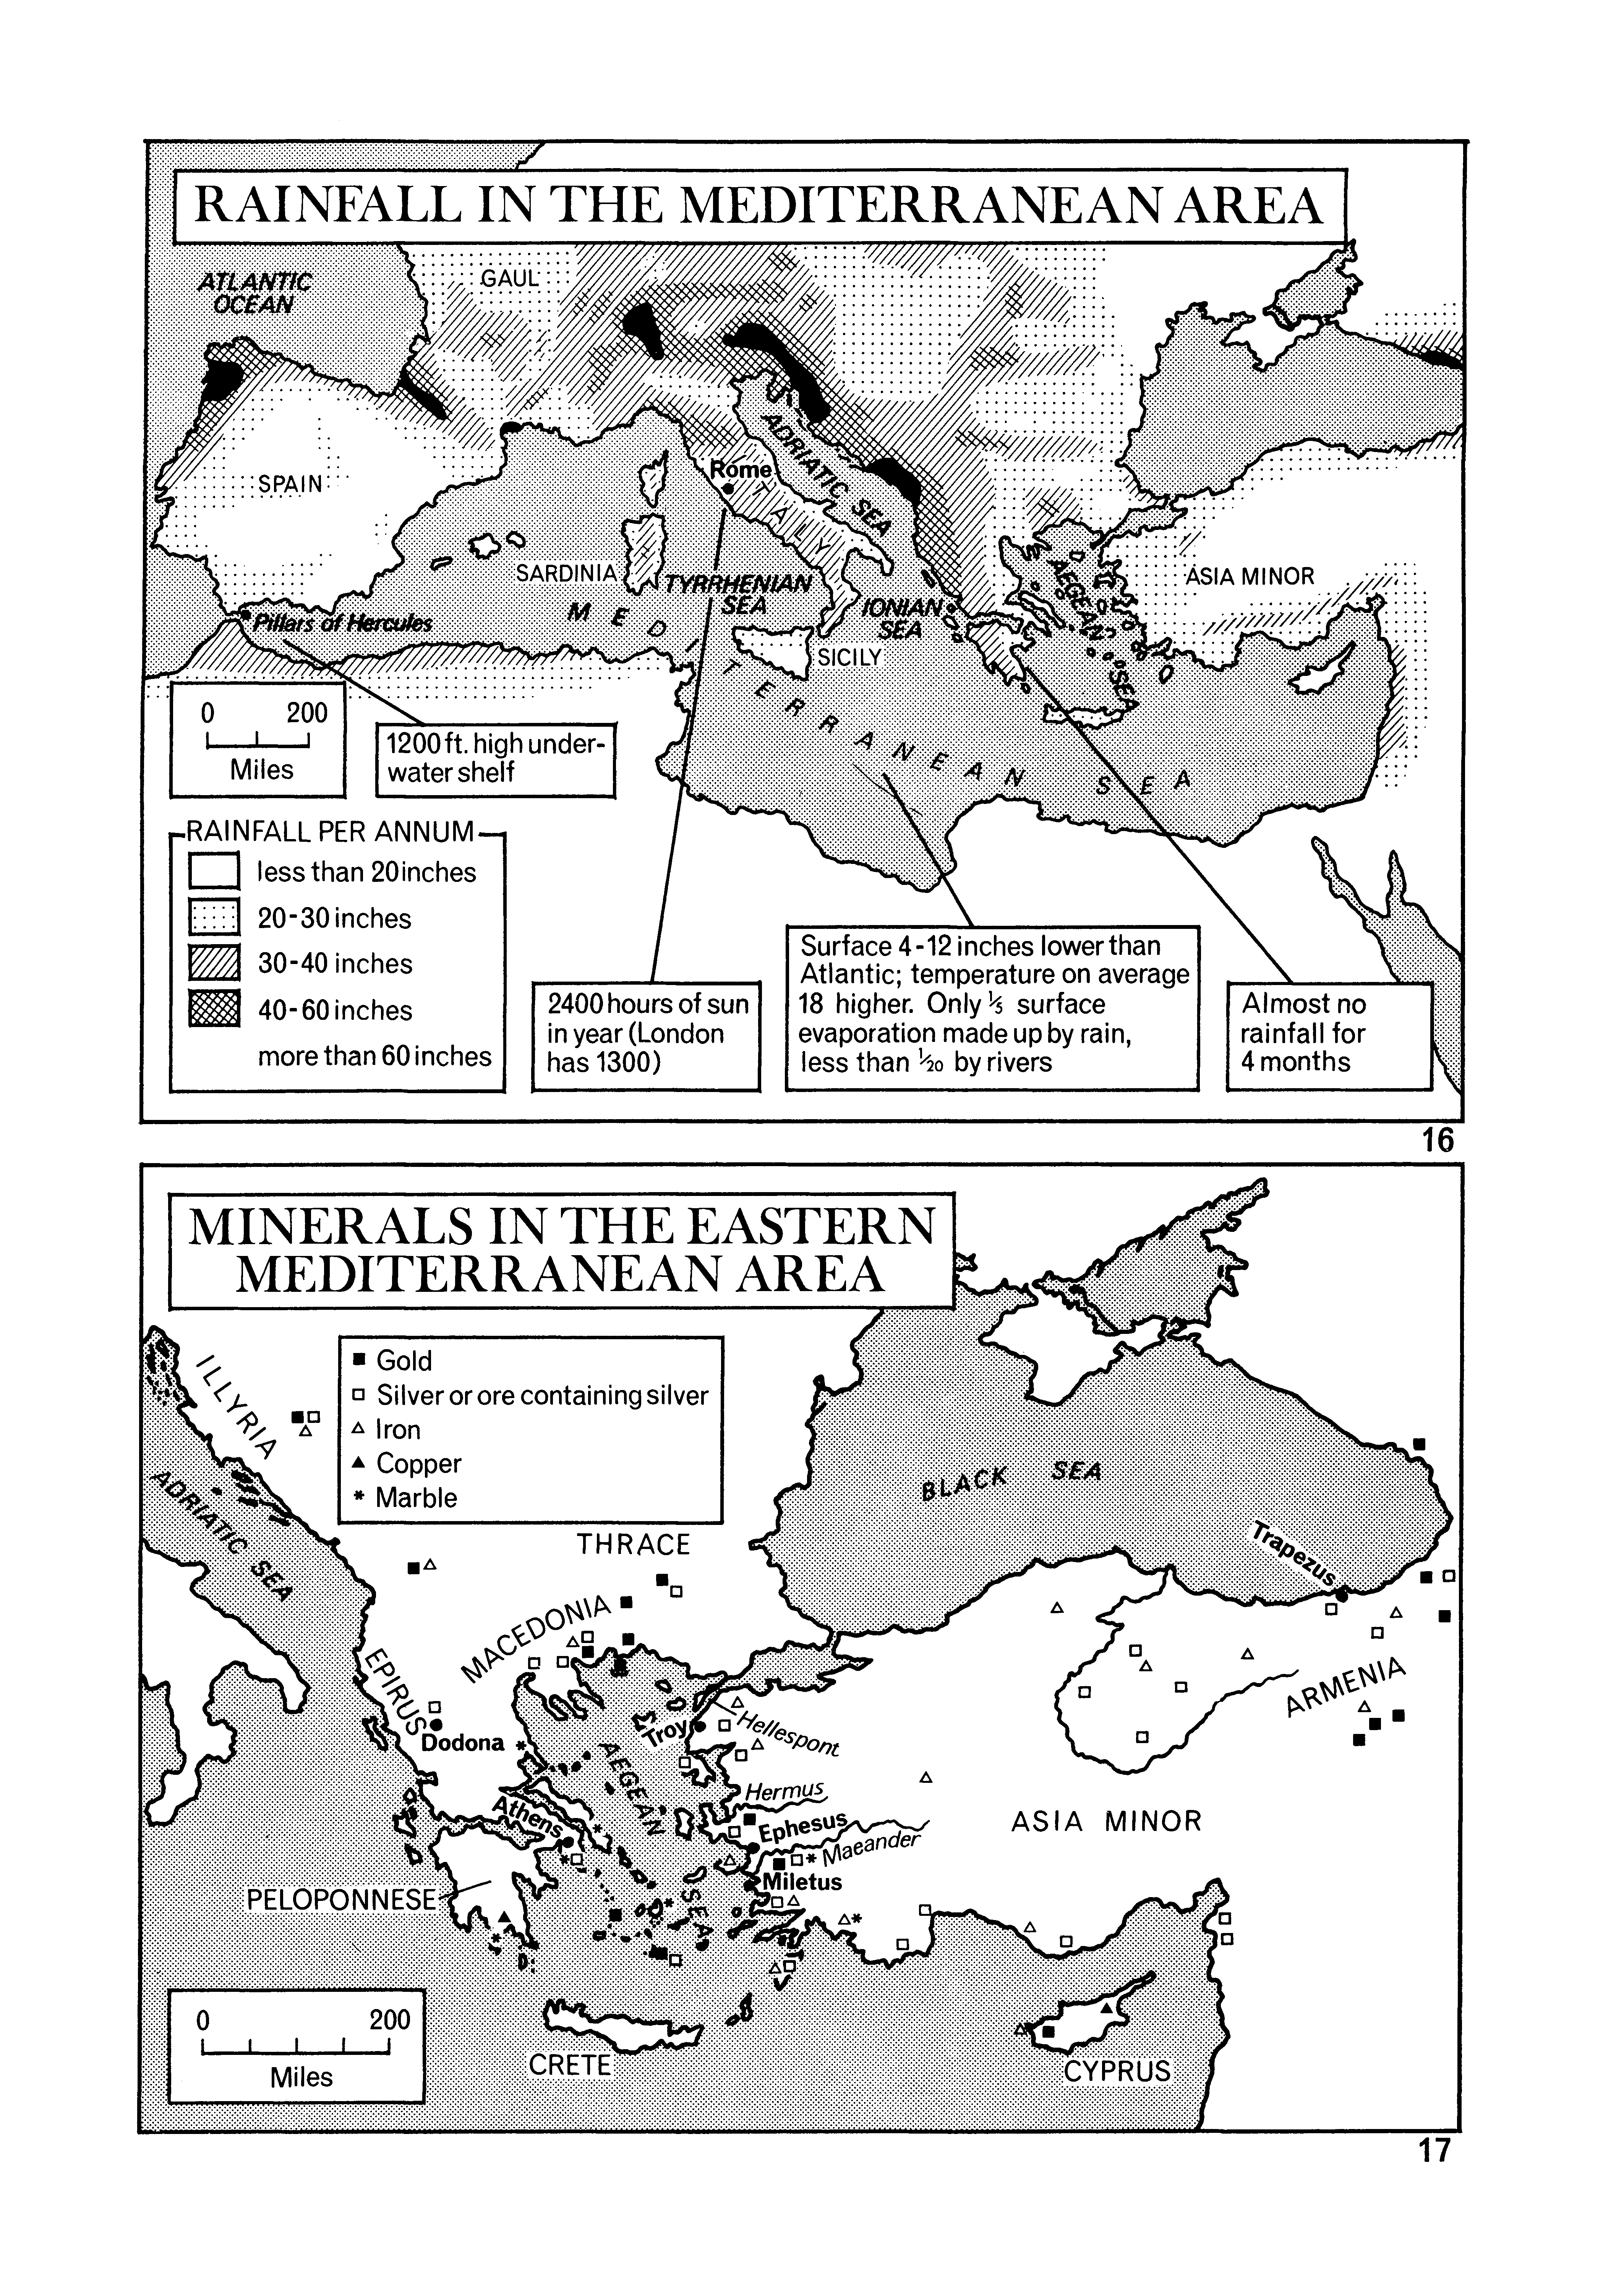 RAINFALL IN THE MEDITERRANEAN AREA
ATLANTIC
OCEAN
GAUL
SPAIN
Rome
ITALY
ADRIATIC SEA
SARDINIA
TYRRHENIAN
SEA
IONIAN
SEA
AEGEAN SEA
ASIA MINOR
Pillars of Hercules
SICILY
MEDITERRANEAN SEA
0 200
Miles
1200 ft. high under-
water shelf
RAINFALL PER ANNUM
less than 20 inches
20-30 inches
30-40 inches
40-60 inches
more than 60 inches
2400 hours of sun
in year (London
has 1300)
Surface 4-12 inches lower than
Atlantic; temperature on average
18 higher. Only ⅕ surface
evaporation made up by rain,
less than 1/20 by rivers
Almost no
rainfall for
4 months
16
MINERALS IN THE EASTERN
MEDITERRANEAN AREA
Gold
Silver or ore containing silver
Iron
Copper
* Marble
ILLYRIA
ADRIATIC SEA
BLACK SEA
THRACE
MACEDONIA
Trapezus
EPIRUS
Dodona
ARMENIA
Troy
Hellespont
AEGEAN SEA
Hermus
Athens
Ephesus
Maeander
ASIA MINOR
Miletus
PELOPONNESE
0 200
Miles
CRETE
CYPRUS
17